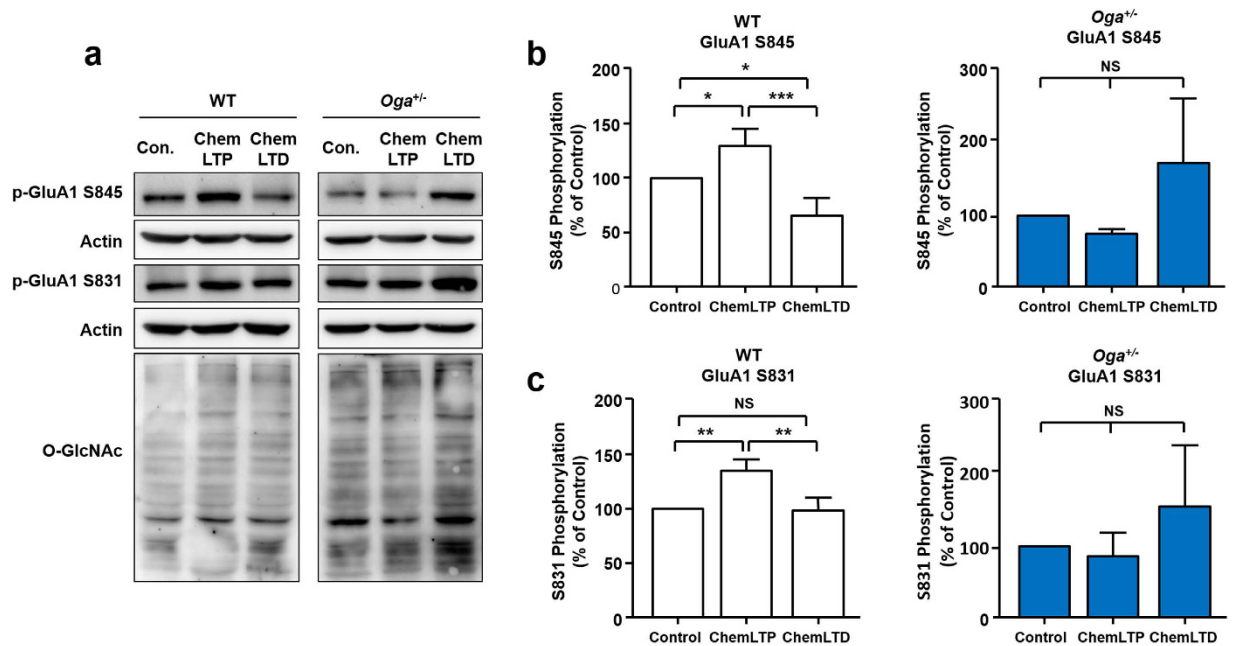 a
WT
Oga+/-
Con.
Chem
LTP
Chem
LTD
Con.
Chem
LTP
Chem
LTD
p-GluA1 S845
Actin
p-GluA1 S831
Actin
O-GlcNAc
b
WT
GluA1 S845
S845 Phosphorylation
(% of Control)
200
150
100
50
0
*
*
***
Control
ChemLTP
ChemLTD
Oga+/-
GluA1 S845
S845 Phosphorylation
(% of Control)
300
200
100
0
NS
Control
ChemLTP
ChemLTD
c
WT
GluA1 S831
S831 Phosphorylation
(% of Control)
200
150
100
50
0
NS
**
**
Control
ChemLTP
ChemLTD
Oga+/-
GluA1 S831
S831 Phosphorylation
(% of Control)
300
200
100
0
NS
Control
ChemLTP
ChemLTD